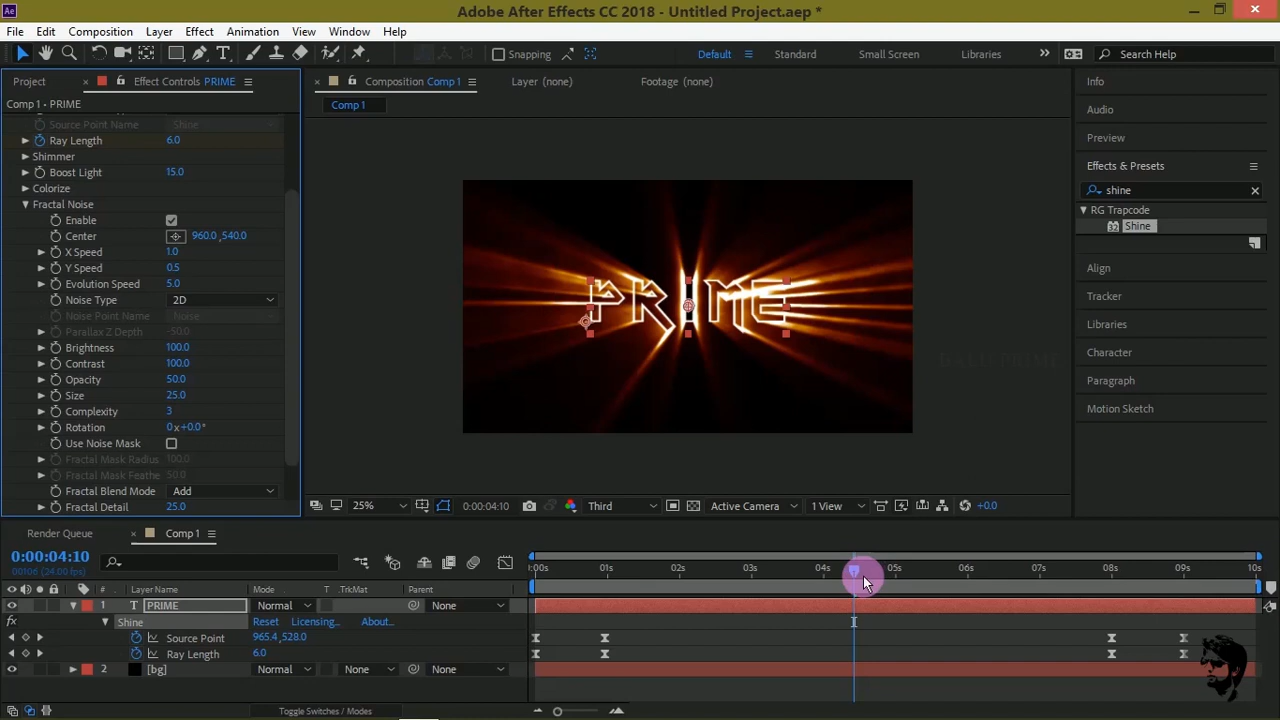 Ae Adobe After Effects CC 2018 - Untitled Project.aep *
File Edit Composition Layer Effect Animation View Window Help
Snapping Default Standard Small Screen Libraries Search Help
Project Effect Controls PRIME Composition Comp 1 Layer (none) Footage (none) Info
Comp 1 • PRIME Comp 1 Audio
Source Point Name Shine
Ray Length 6.0 Preview
Shimmer
Boost Light 15.0 Effects & Presets
Colorize shine
Fractal Noise RG Trapcode
Enable Shine
Center 960.0,540.0
X Speed 1.0
Y Speed 0.5 Align
Evolution Speed 5.0
Noise Type 2D Tracker
Noise Point Name Noise
Parallax Z Depth -50.0 Libraries
Brightness 100.0 Character
Contrast 100.0
Opacity 50.0 Paragraph
Size 25.0
Complexity 3 Motion Sketch
Rotation 0x+0.0°
Use Noise Mask
Fractal Mask Radius 100.0
Fractal Mask Feathe 50.0
Fractal Blend Mode Add
Fractal Detail 25.0
PRIME
25% 0:00:04:10 Third Active Camera 1 View +0.0
Render Queue Comp 1
0:00:04:10
00106 (24.00 fps)
:00s 01s 02s 03s 04s 05s 06s 07s 08s 09s 10s
# Layer Name Mode T TrkMat Parent
1 T PRIME Normal None
fx Shine Reset Licensing... About...
Source Point 965.4,528.0
Ray Length 6.0
2 [bg] Normal None None
Toggle Switches / Modes